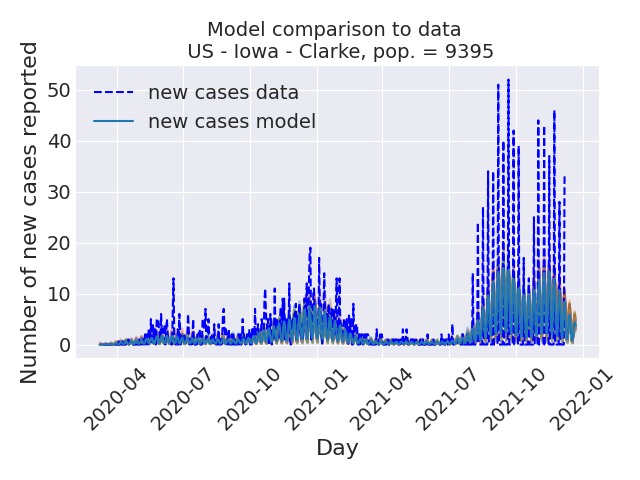 Model comparison to data
US - Iowa - Clarke, pop. = 9395
Number of new cases reported
50
40
30
20
10
0
new cases data
new cases model
2020-04
2020-07
2020-10
2021-01
2021-04
2021-07
2021-10
2022-01
Day